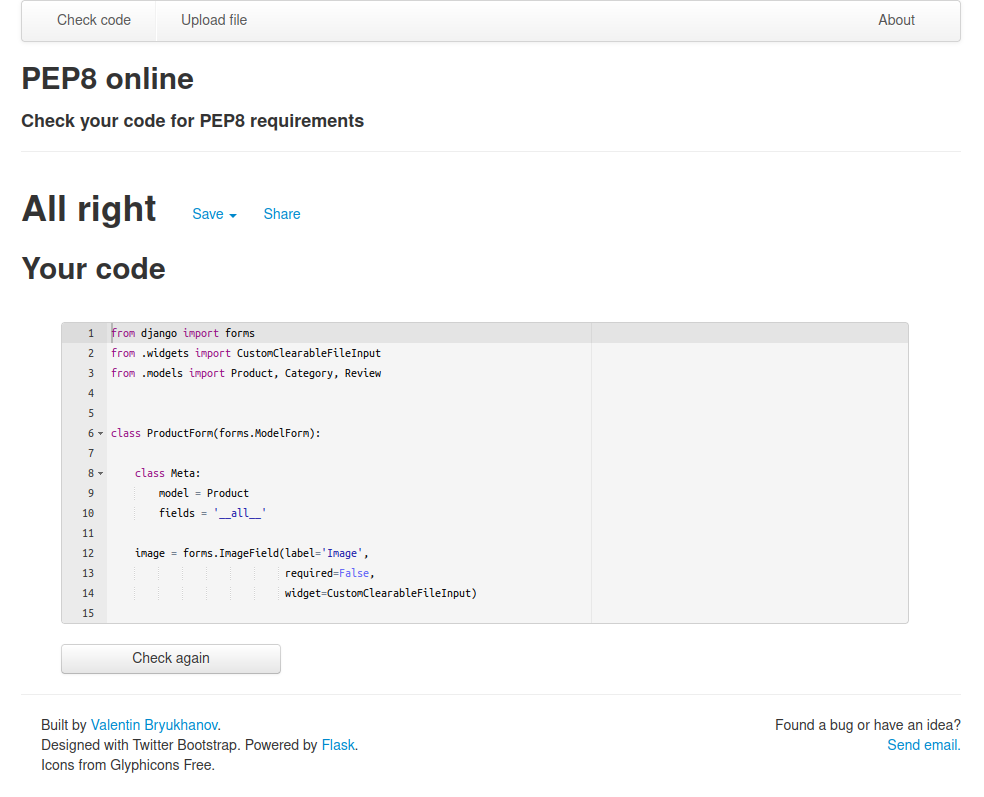 Check code Upload file About
PEP8 online
Check your code for PEP8 requirements
All right Save Share
Your code
1 from django import forms
2 from .widgets import CustomClearableFileInput
3 from .models import Product, Category, Review
4
5
6 class ProductForm(forms.ModelForm):
7
8 class Meta:
9 model = Product
10 fields = '__all__'
11
12 image = forms.ImageField(label='Image',
13 required=False,
14 widget=CustomClearableFileInput)
15
Check again
Built by Valentin Bryukhanov. Found a bug or have an idea?
Designed with Twitter Bootstrap. Powered by Flask. Send email.
Icons from Glyphicons Free.